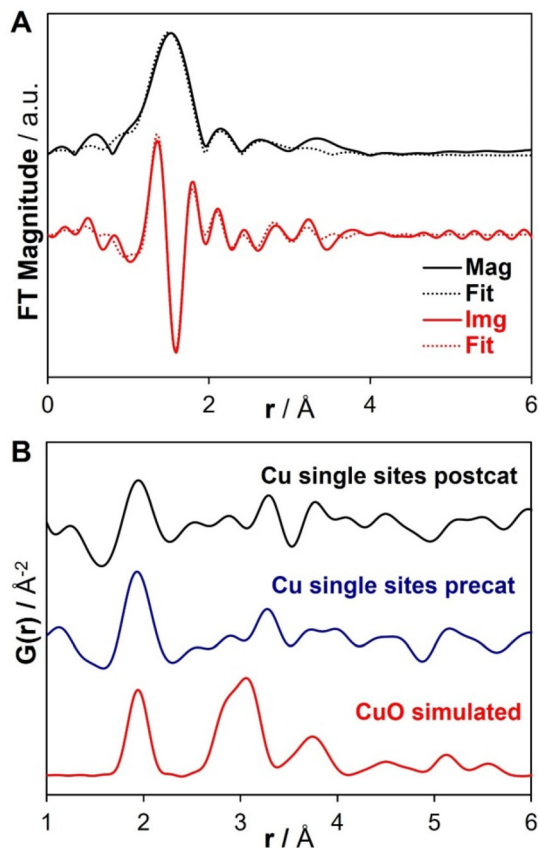 A
FT Magnitude / a.u.
Mag
Fit
Img
Fit
0 2 4 6
r / Å
B
G(r) / Å-2
Cu single sites postcat
Cu single sites precat
CuO simulated
1 2 3 4 5 6
r / Å